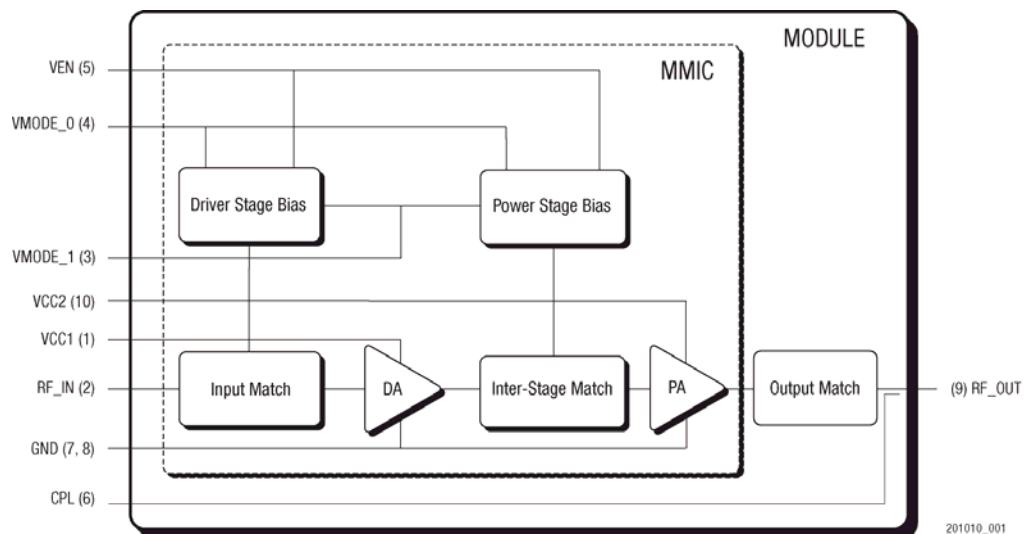 MODULE
MMIC
VEN (5)
VMODE_0 (4)
Driver Stage Bias
Power Stage Bias
VMODE_1 (3)
VCC2 (10)
VCC1 (1)
RF_IN (2)
Input Match
DA
Inter-Stage Match
PA
Output Match
(9) RF_OUT
GND (7, 8)
CPL (6)
201010_001